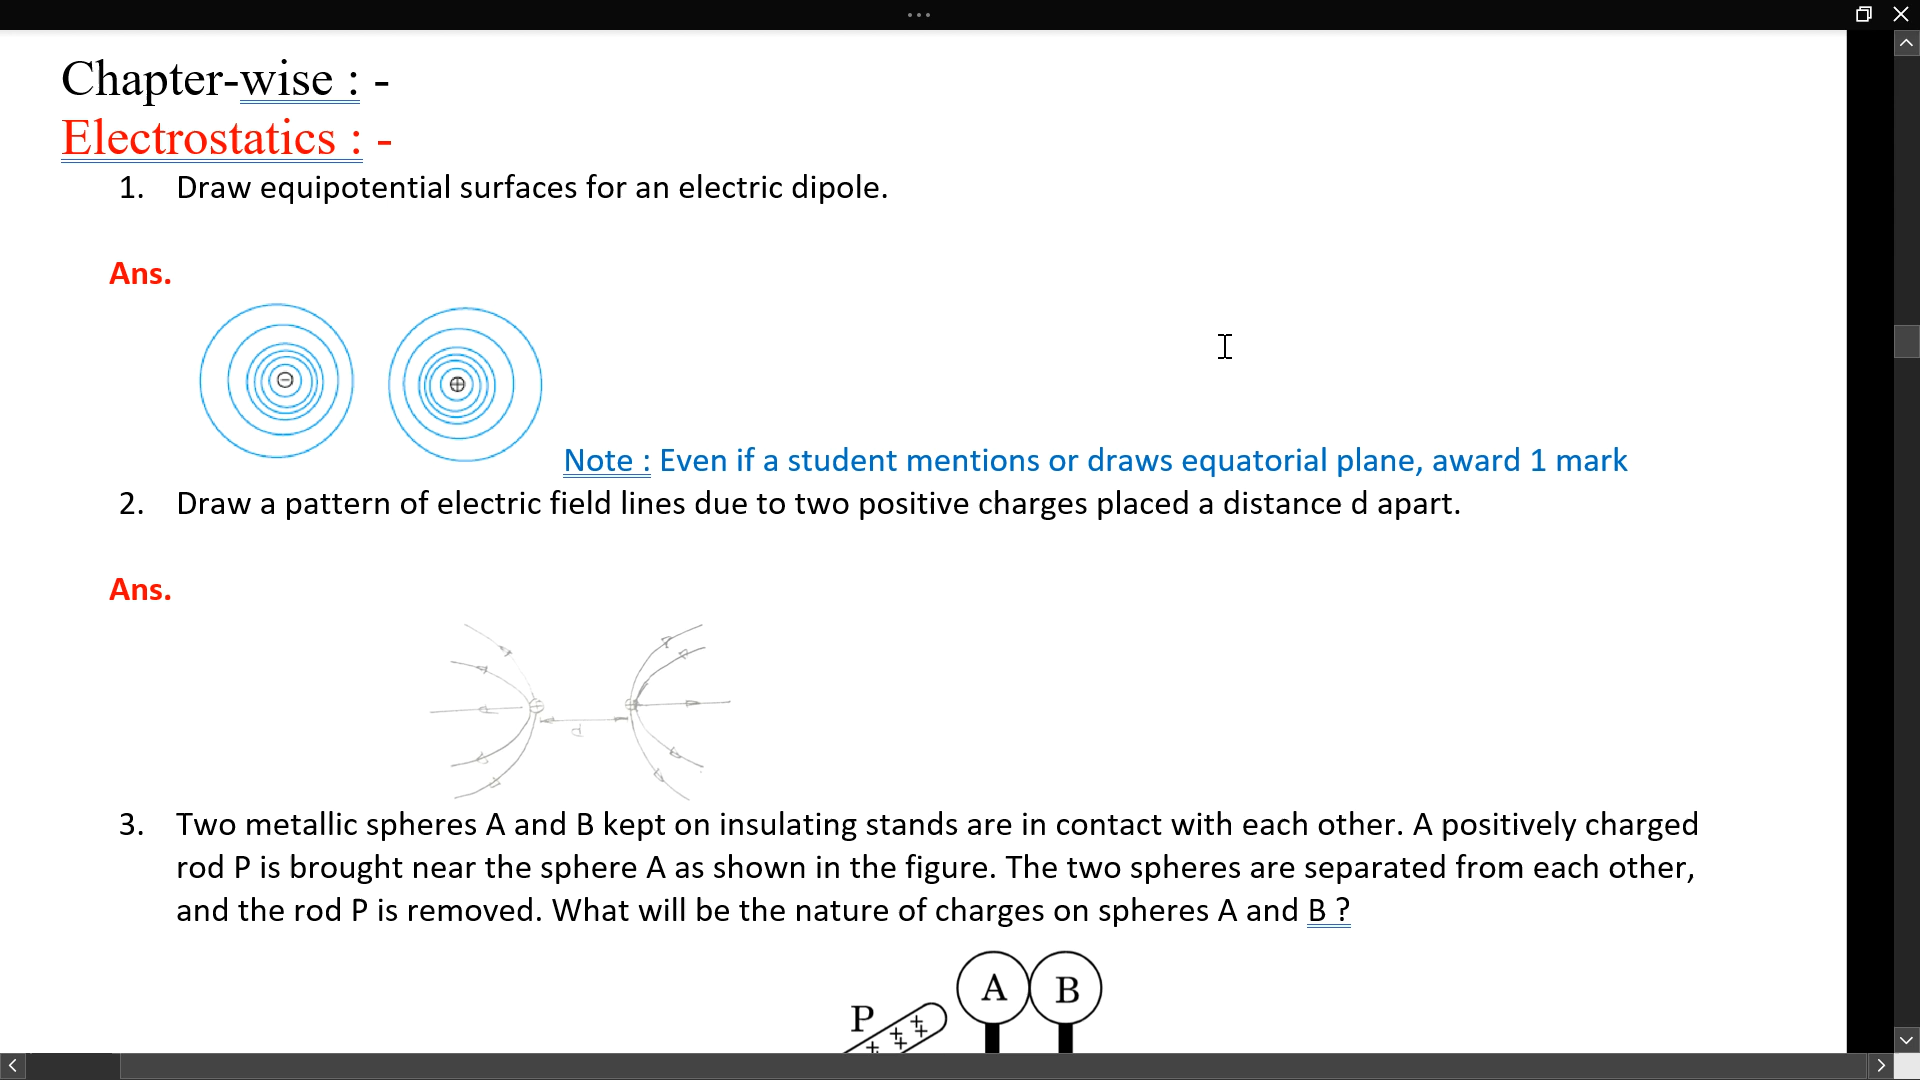 Chapter-wise : -
Electrostatics : -
1. Draw equipotential surfaces for an electric dipole.
Ans.
Note : Even if a student mentions or draws equatorial plane, award 1 mark
2. Draw a pattern of electric field lines due to two positive charges placed a distance d apart.
Ans.
d
3. Two metallic spheres A and B kept on insulating stands are in contact with each other. A positively charged
rod P is brought near the sphere A as shown in the figure. The two spheres are separated from each other,
and the rod P is removed. What will be the nature of charges on spheres A and B ?
A B
P